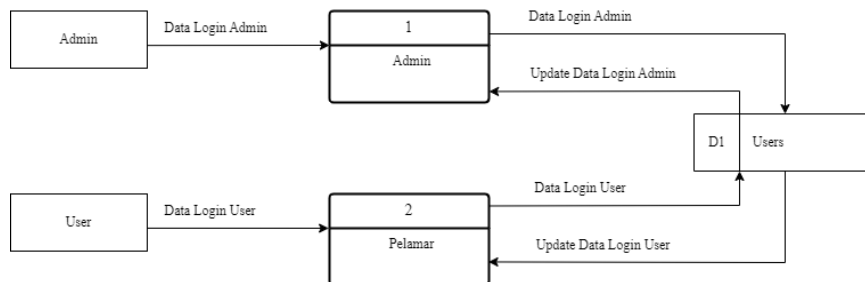 Admin
Data Login Admin
1
Admin
Data Login Admin
Update Data Login Admin
D1
Users
User
Data Login User
2
Pelamar
Data Login User
Update Data Login User